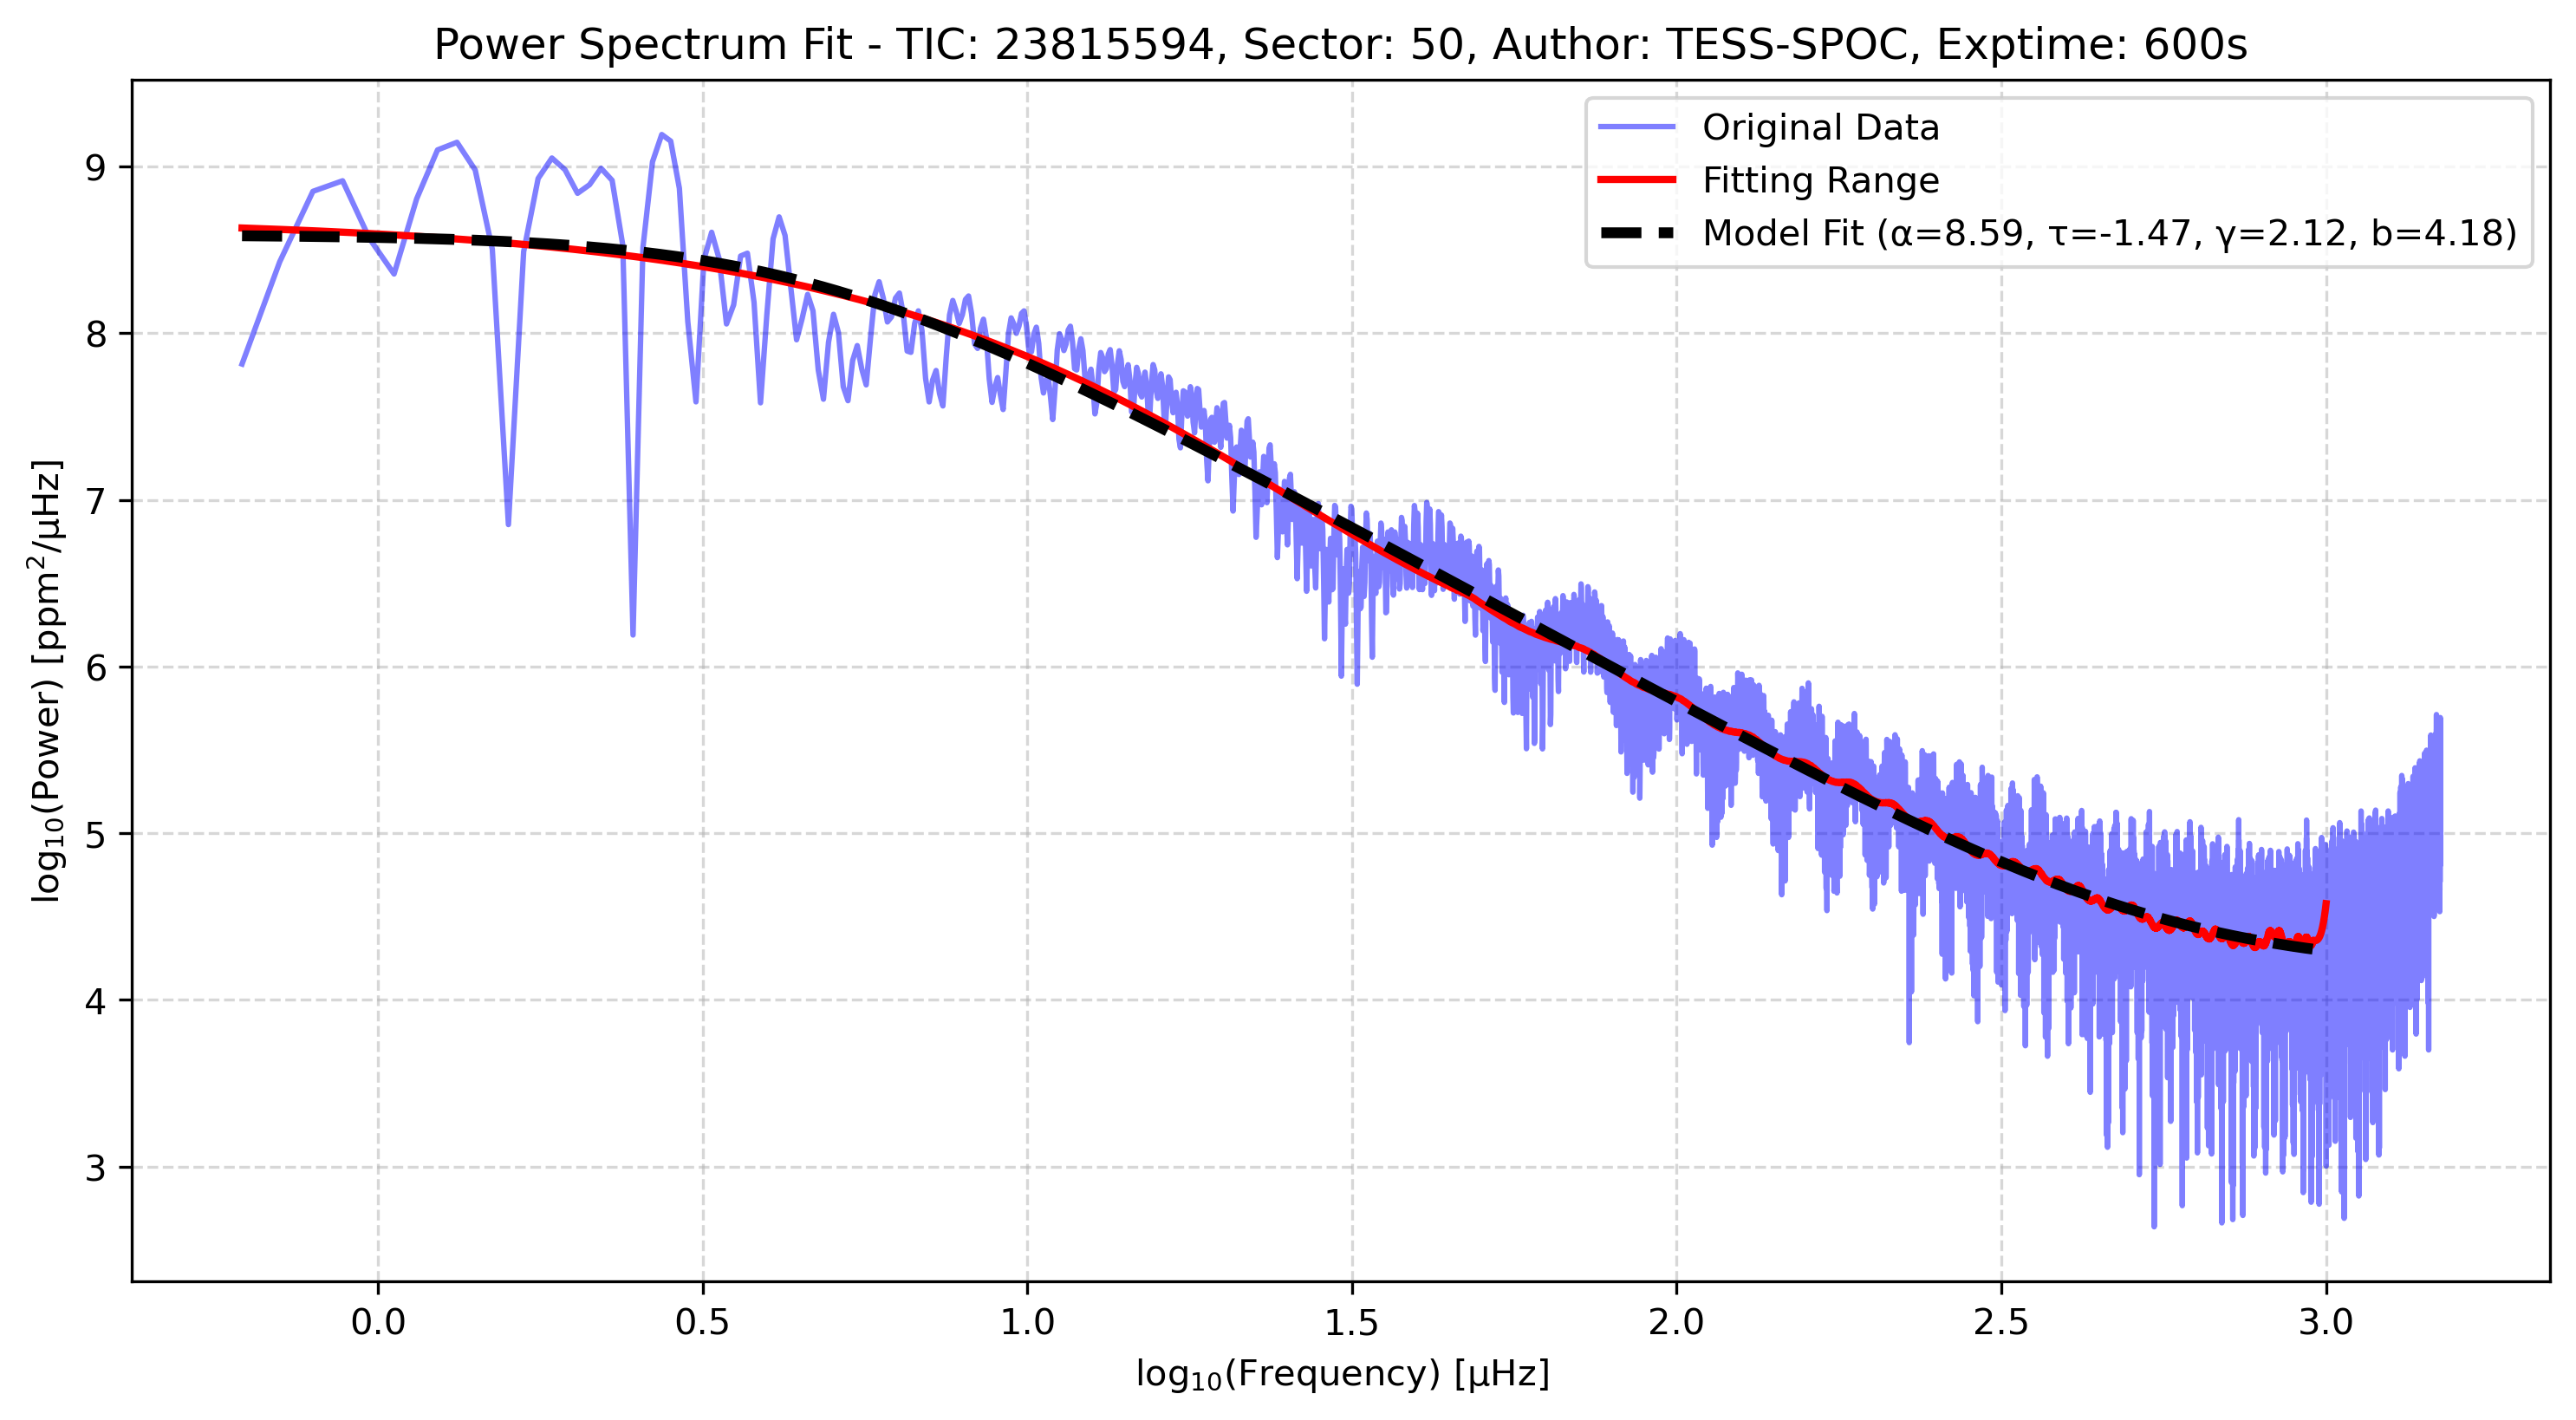 Power Spectrum Fit - TIC: 23815594, Sector: 50, Author: TESS-SPOC, Exptime: 600s
Original Data
Fitting Range
Model Fit (α=8.59, τ=-1.47, γ=2.12, b=4.18)
log₁₀(Power) [ppm²/μHz]
9
8
7
6
5
4
3
0.0 0.5 1.0 1.5 2.0 2.5 3.0
log₁₀(Frequency) [μHz]